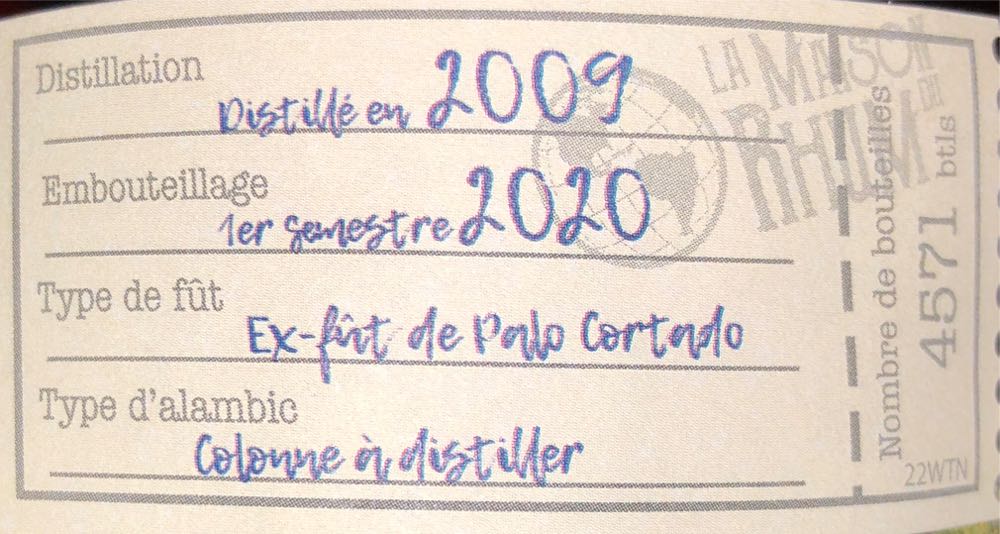 Distillation
Distillé en 2009
Embouteillage
1er semestre 2020
Type de fût
Ex-fût de Palo Cortado
Type d'alambic
Colonne à distiller
LA MAISON
DU
RHUM
Nombre de bouteilles
4571 btls
22WTN